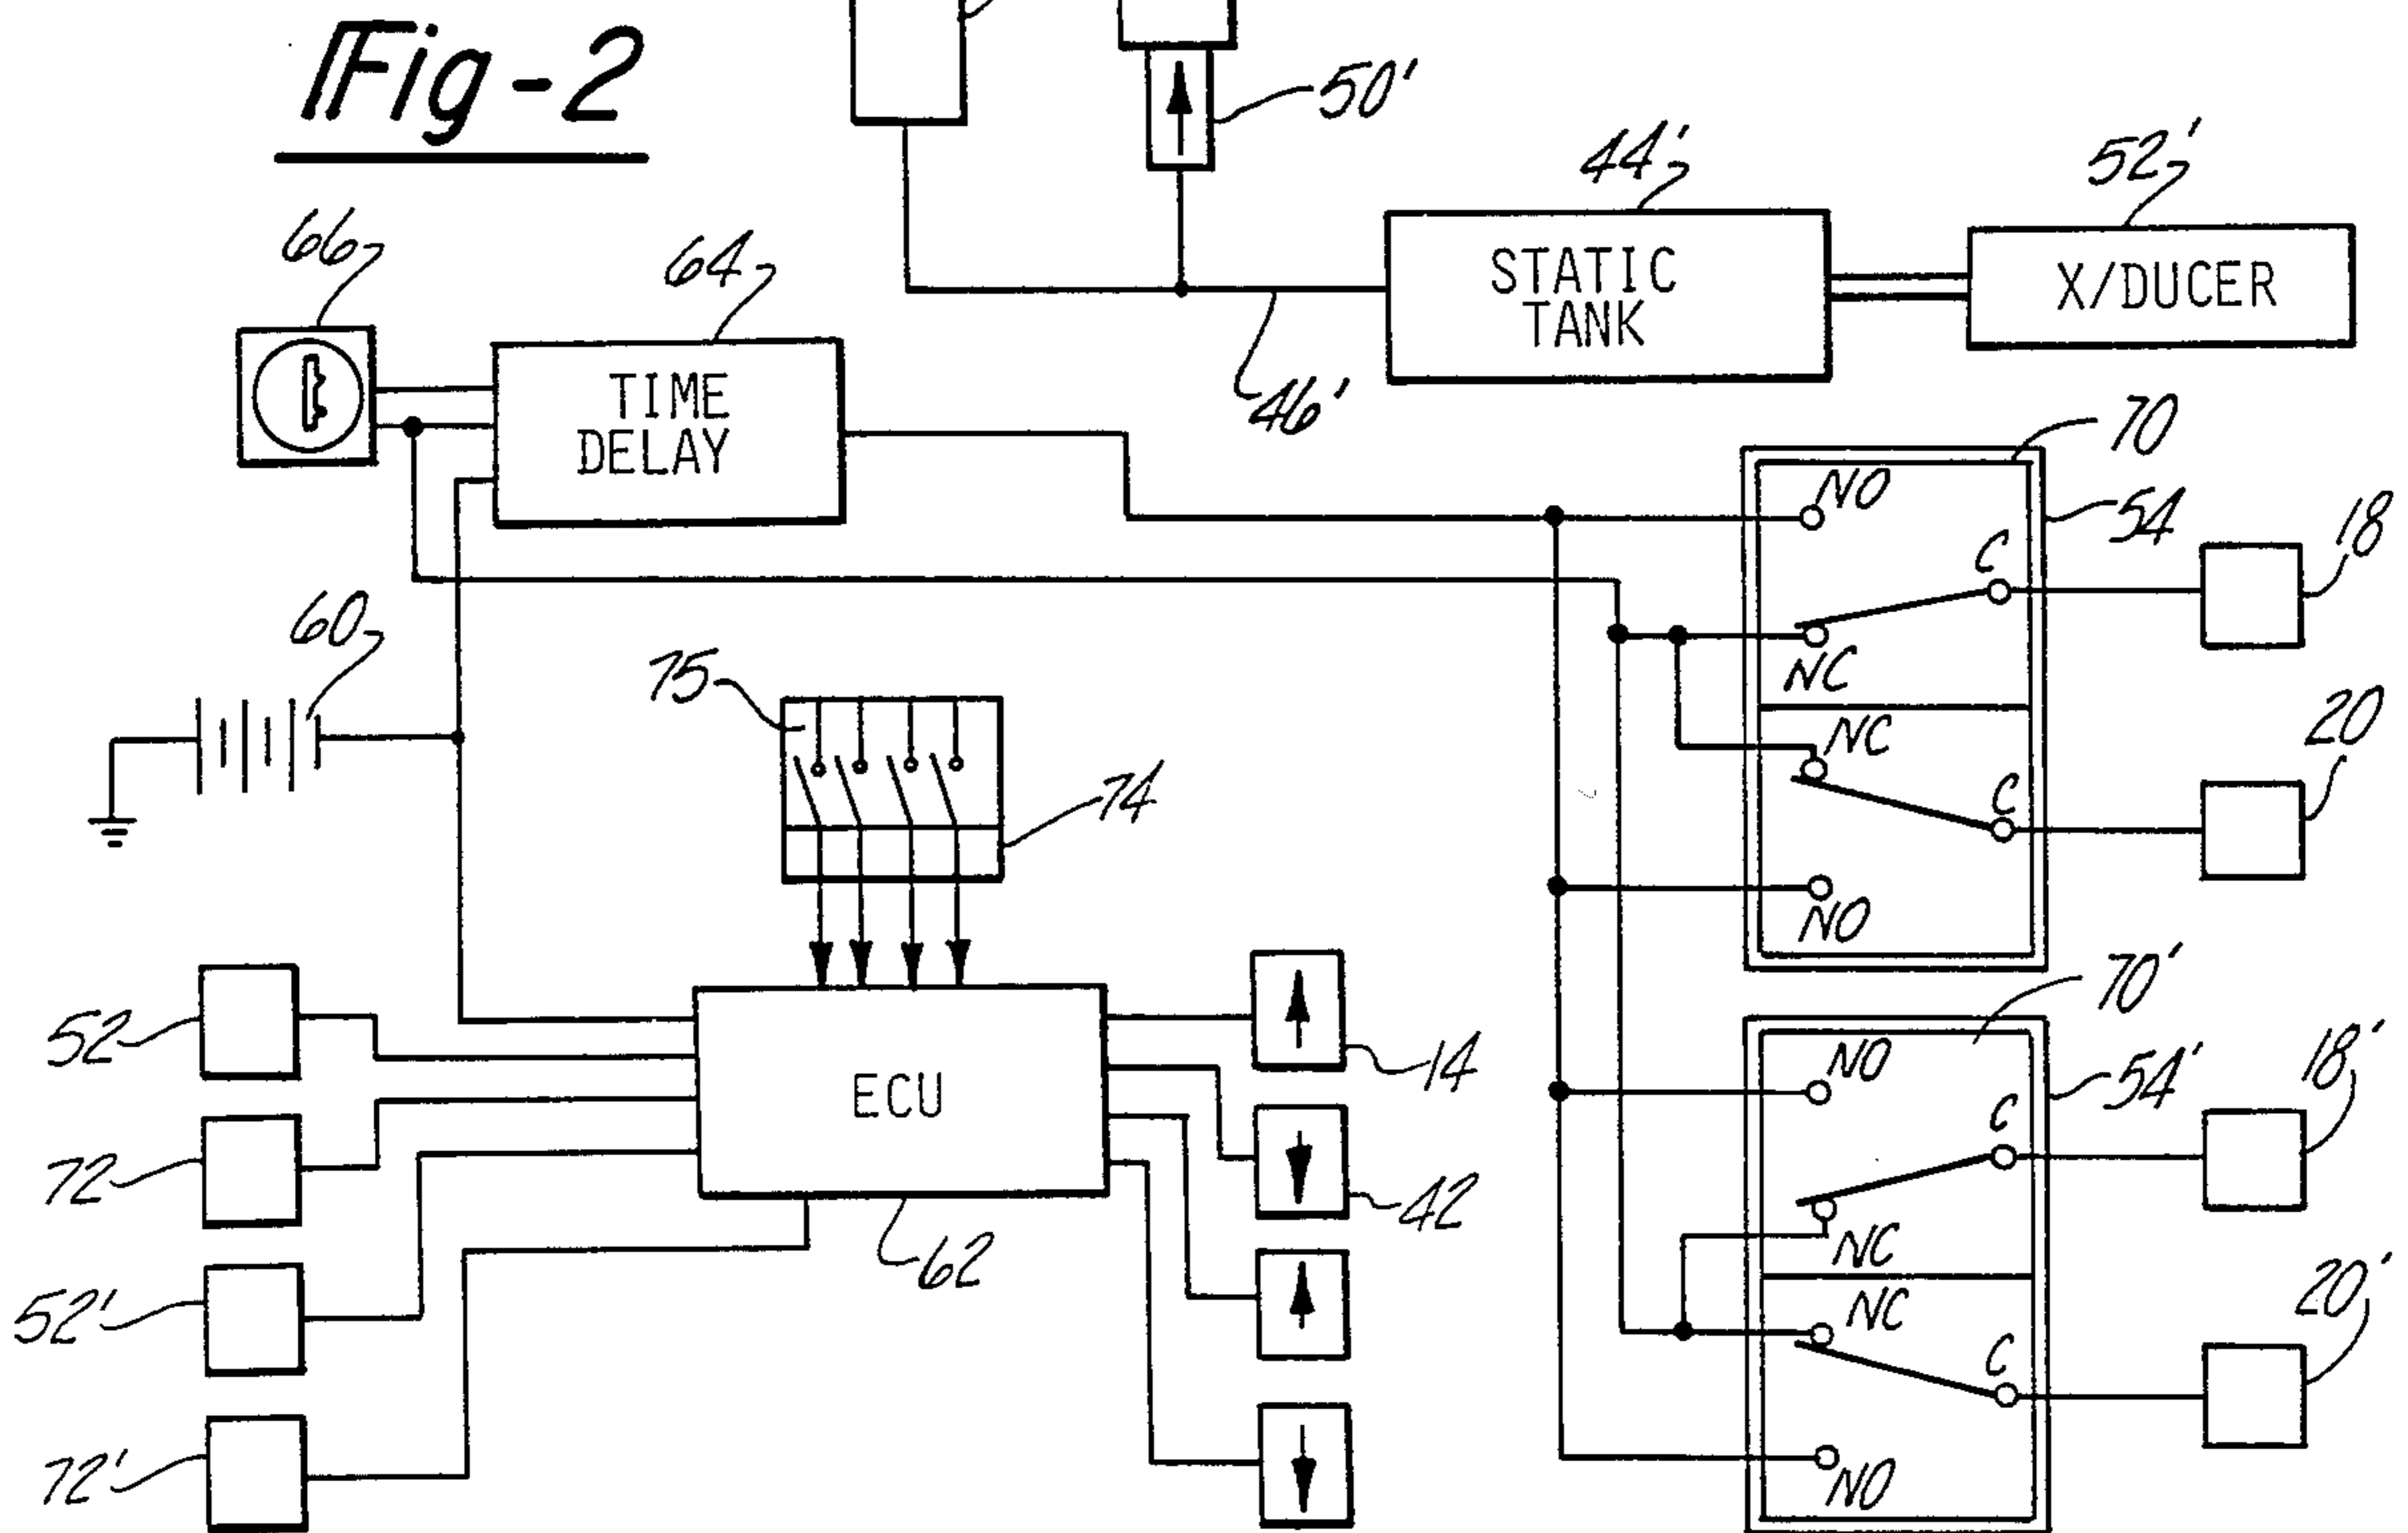 Fig-2
50'
44'
52'
STATIC
TANK
X/DUCER
46'
66
64
TIME
DELAY
70
NO
54
C
18
NC
60
75
74
NC
C
20
NO
70'
52
ECU
14
NO
C
54'
18'
72
42
62
NC
NC
52'
C
20'
72'
NO